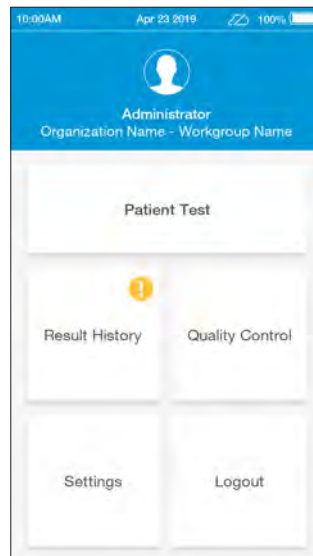 10:00AM Apr 23 2019 100%
Administrator
Organization Name - Workgroup Name
Patient Test
!
Result History Quality Control
Settings Logout